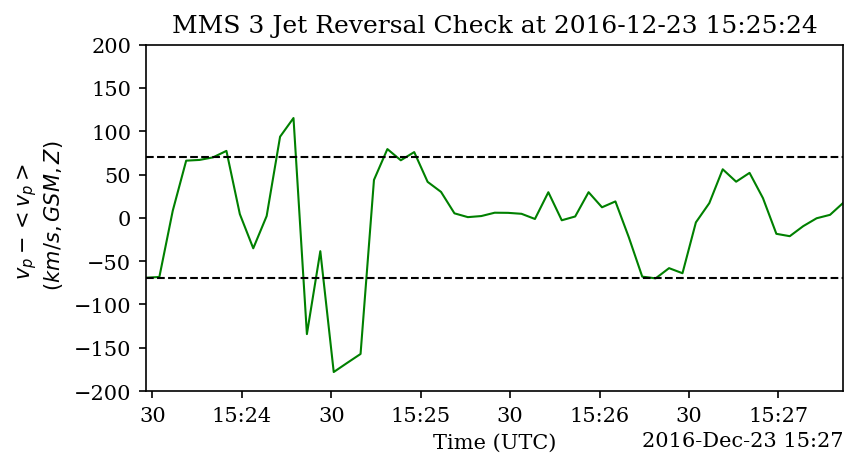 MMS 3 Jet Reversal Check at 2016-12-23 15:25:24
200
150
100
50
0
−50
−100
−150
−200
v_p − < v_p >
(km/s, GSM, Z)
30 15:24 30 15:25 30 15:26 30 15:27
Time (UTC)
2016-Dec-23 15:27